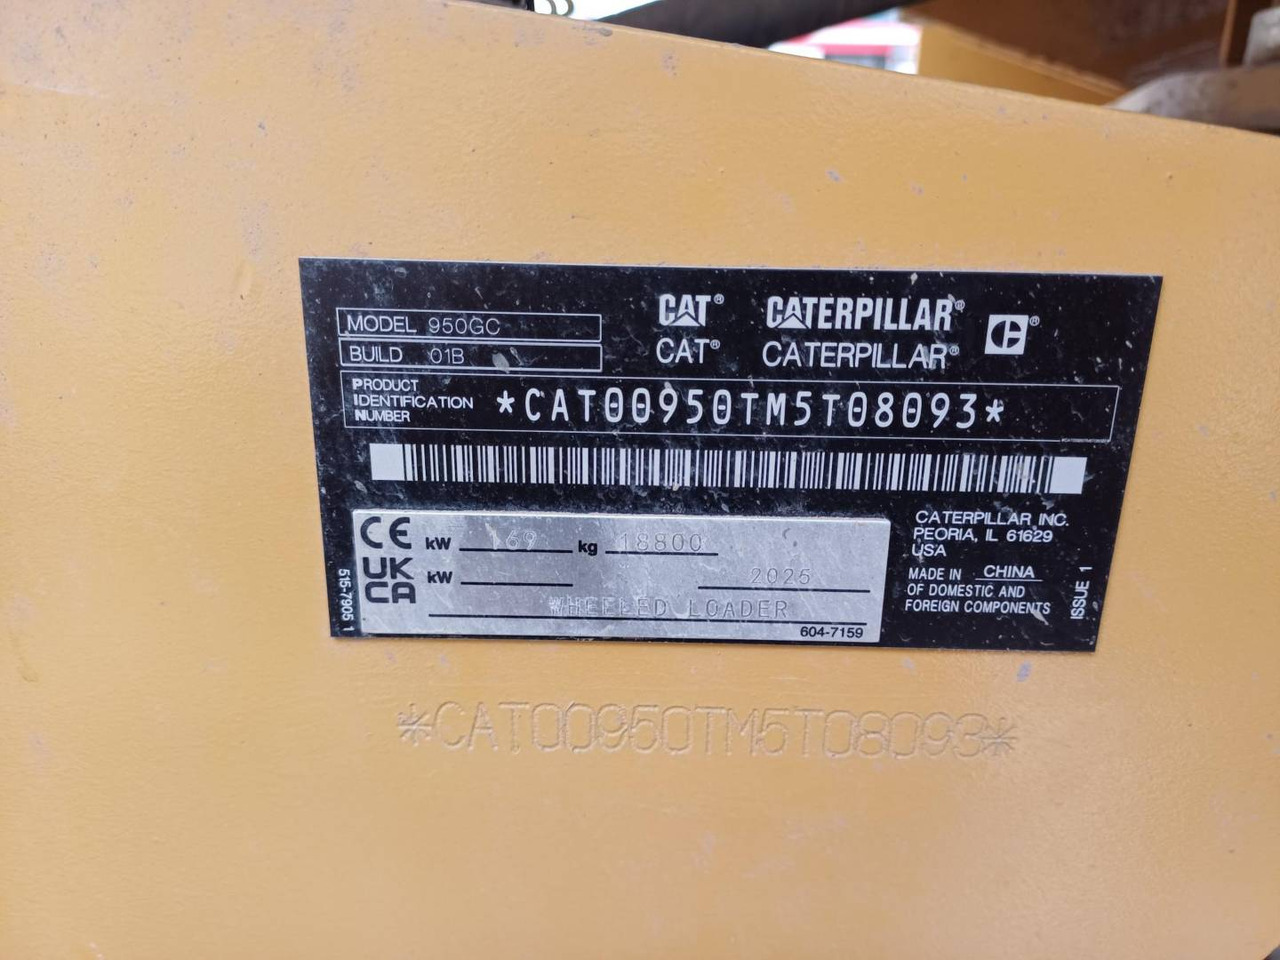 MODEL 950GC
BUILD 01B
CAT® CATERPILLAR® ®
CAT® CATERPILLAR®
PRODUCT
IDENTIFICATION
NUMBER
*CAT00950TM5T08093*
CE kW 169 kg 18800
UK
CA kW 2025
WHEELED LOADER
604-7159
CATERPILLAR INC.
PEORIA, IL 61629
USA
MADE IN CHINA
OF DOMESTIC AND
FOREIGN COMPONENTS
515-7905 1
ISSUE 1
*CAT00950TM5T08093*